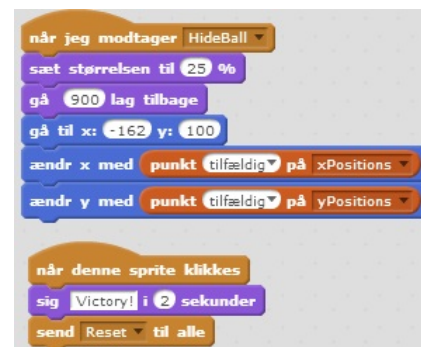 når jeg modtager HideBall
sæt størrelsen til 25 %
gå 900 lag tilbage
gå til x: -162 y: 100
ændr x med punkt tilfældig på xPositions
ændr y med punkt tilfældig på yPositions
når denne sprite klikkes
sig Victory! i 2 sekunder
send Reset til alle